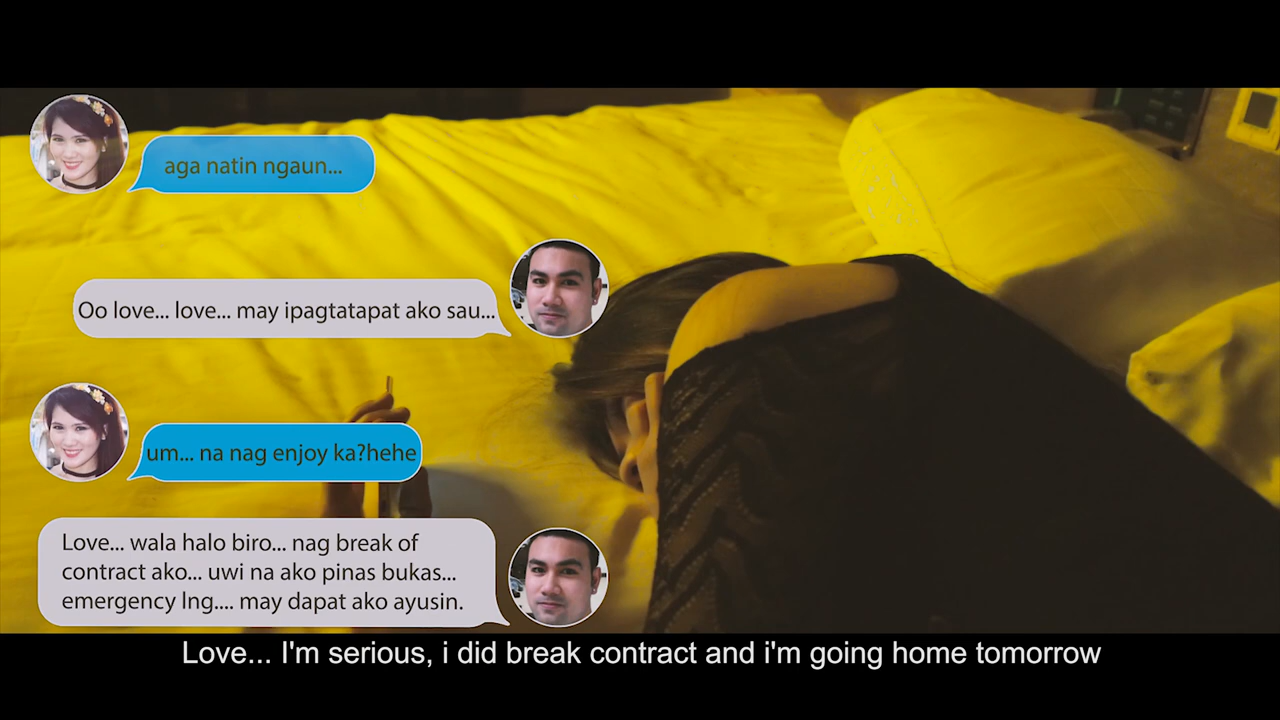 aga natin ngaun...
Oo love... love... may ipagtatapat ako sau...
um... na nag enjoy ka?hehe
Love... wala halo biro... nag break of
contract ako... uwi na ako pinas bukas...
emergency lng.... may dapat ako ayusin.
Love... I'm serious, i did break contract and i'm going home tomorrow